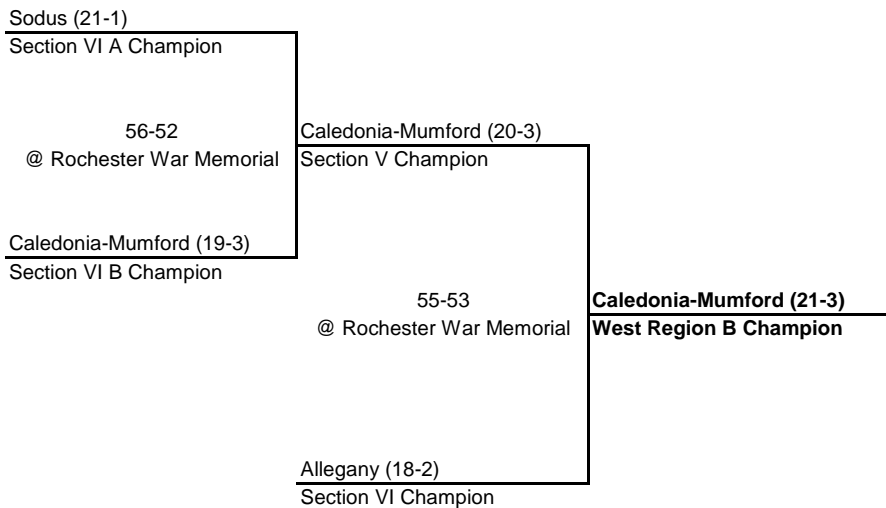 Sodus (21-1)
Section VI A Champion
56-52
@ Rochester War Memorial
Caledonia-Mumford (20-3)
Section V Champion
Caledonia-Mumford (19-3)
Section VI B Champion
55-53
@ Rochester War Memorial
Caledonia-Mumford (21-3)
West Region B Champion
Allegany (18-2)
Section VI Champion